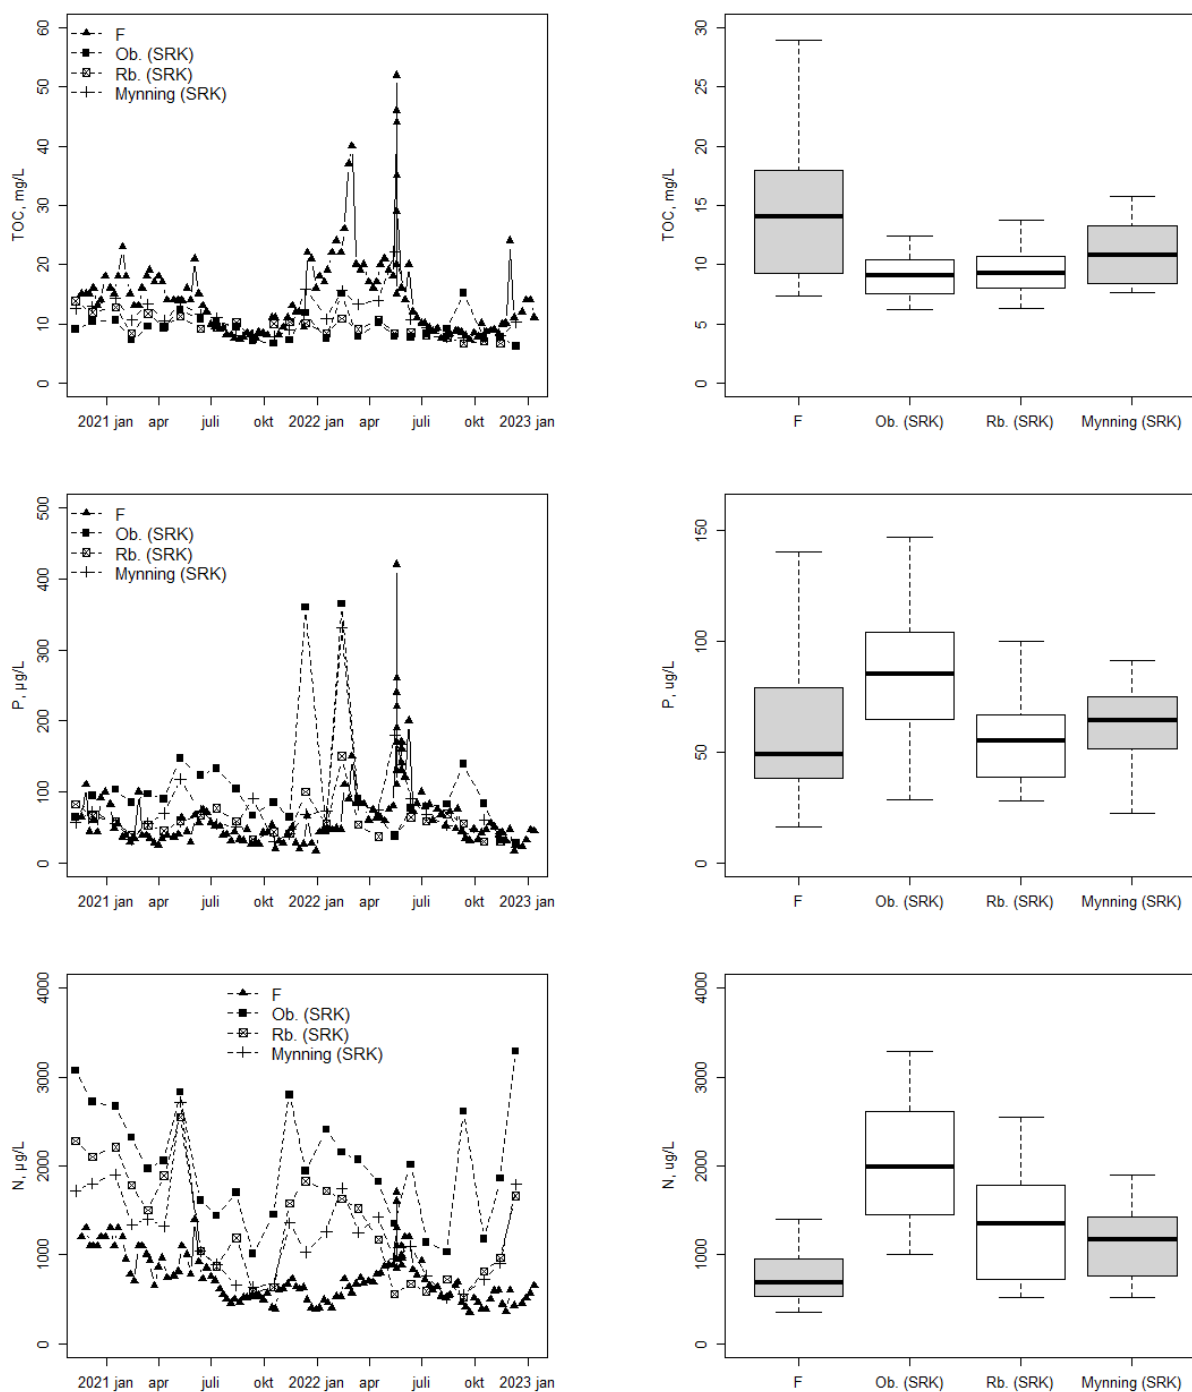 TOC, mg/L
60
50
40
30
20
10
0
F
Ob. (SRK)
Rb. (SRK)
Mynning (SRK)
2021 jan apr juli okt 2022 jan apr juli okt 2023 jan
TOC, mg/L
30
25
20
15
10
5
0
F Ob. (SRK) Rb. (SRK) Mynning (SRK)
P, µg/L
500
400
300
200
100
0
F
Ob. (SRK)
Rb. (SRK)
Mynning (SRK)
2021 jan apr juli okt 2022 jan apr juli okt 2023 jan
P, ug/L
150
100
50
0
F Ob. (SRK) Rb. (SRK) Mynning (SRK)
N, µg/L
4000
3000
2000
1000
0
F
Ob. (SRK)
Rb. (SRK)
Mynning (SRK)
2021 jan apr juli okt 2022 jan apr juli okt 2023 jan
N, ug/L
4000
3000
2000
1000
0
F Ob. (SRK) Rb. (SRK) Mynning (SRK)